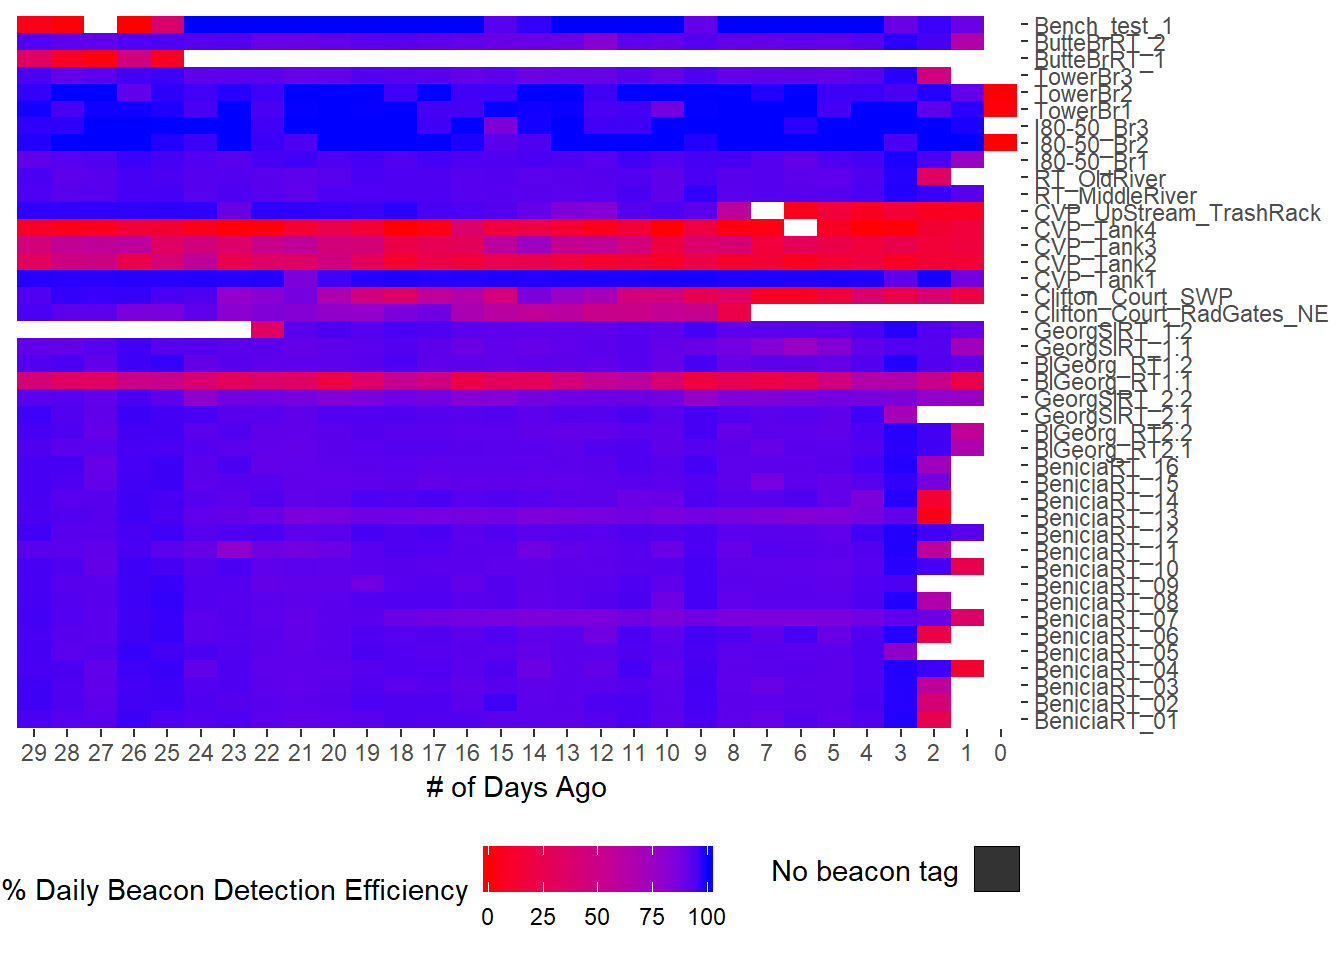 Bench_test_1
ButteBrRT_2
ButteBrRT_1
TowerBr3
TowerBr2
TowerBr1
I80-50_Br3
I80-50_Br2
I80-50_Br1
RT_OldRiver
RT_MiddleRiver
CVP_UpStream_TrashRack
CVP_Tank4
CVP_Tank3
CVP_Tank2
CVP_Tank1
Clifton_Court_SWP
Clifton_Court_RadGates_NE
GeorgSlRT_1.2
GeorgSlRT_1.1
BlGeorg_RT1.2
BlGeorg_RT1.1
GeorgSlRT_2.2
GeorgSlRT_2.1
BlGeorg_RT2.2
BlGeorg_RT2.1
BeniciaRT_16
BeniciaRT_15
BeniciaRT_14
BeniciaRT_13
BeniciaRT_12
BeniciaRT_11
BeniciaRT_10
BeniciaRT_09
BeniciaRT_08
BeniciaRT_07
BeniciaRT_06
BeniciaRT_05
BeniciaRT_04
BeniciaRT_03
BeniciaRT_02
BeniciaRT_01
29 28 27 26 25 24 23 22 21 20 19 18 17 16 15 14 13 12 11 10 9 8 7 6 5 4 3 2 1 0
# of Days Ago
% Daily Beacon Detection Efficiency
0 25 50 75 100
No beacon tag